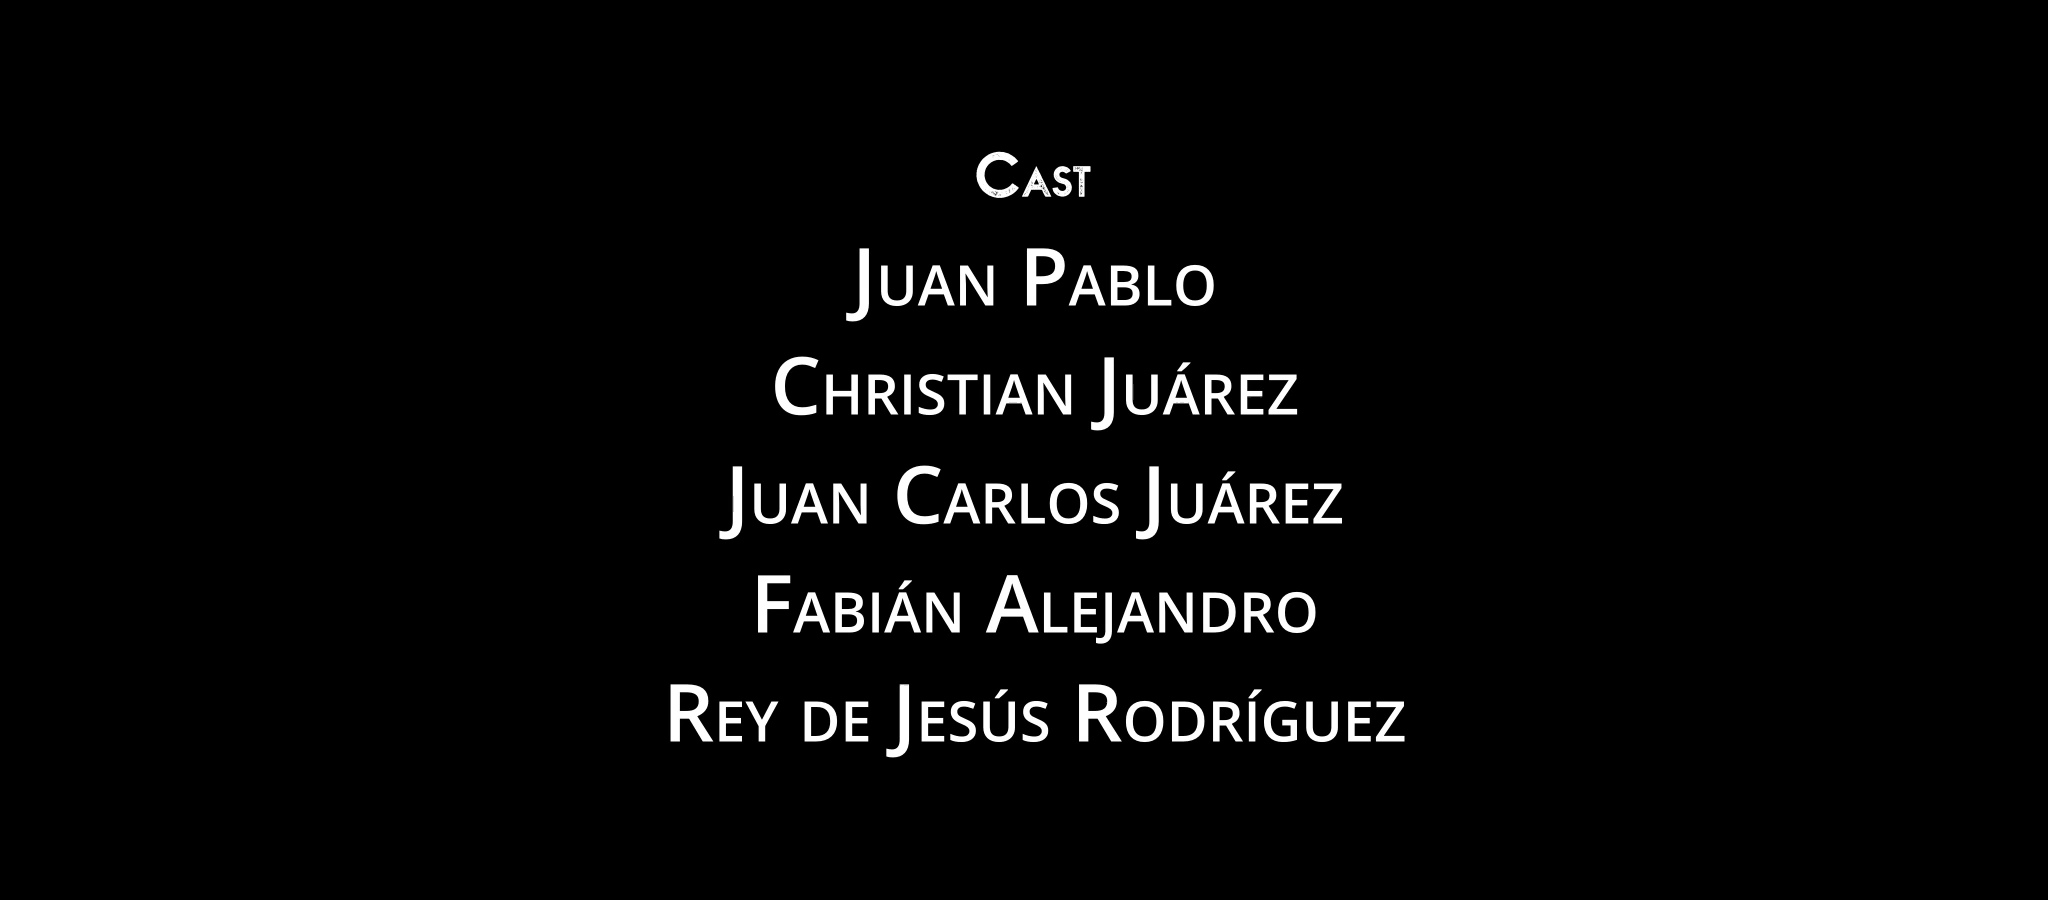 Cast
Juan Pablo
Christian Juárez
Juan Carlos Juárez
Fabián Alejandro
Rey de Jesús Rodríguez